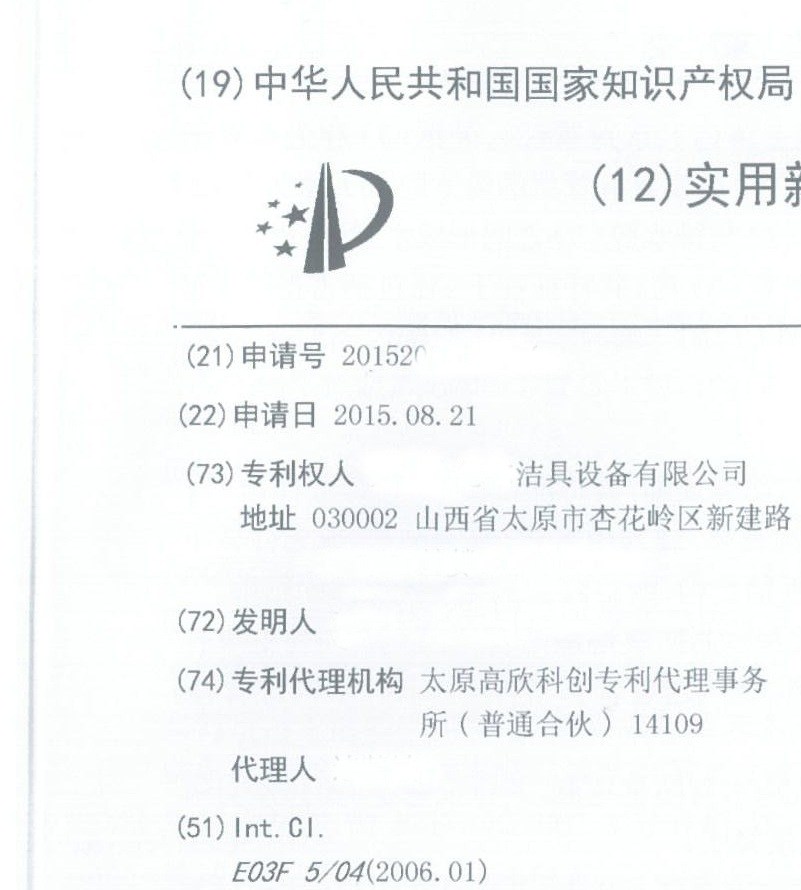 (19)中华人民共和国国家知识产权局
(12)实用新
(21)申请号 201520
(22)申请日 2015.08.21
(73)专利权人 洁具设备有限公司
地址 030002 山西省太原市杏花岭区新建路
(72)发明人
(74)专利代理机构 太原高欣科创专利代理事务
所(普通合伙) 14109
代理人
(51)Int.Cl.
E03F 5/04(2006.01)